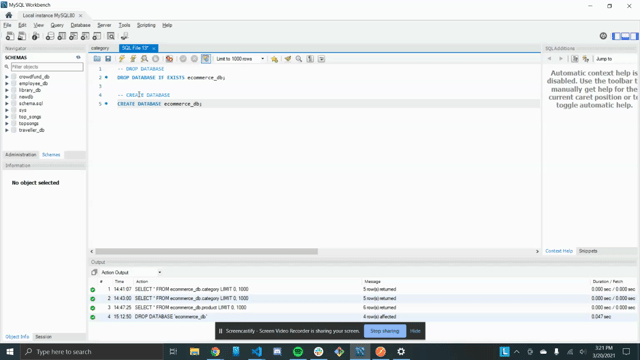 MySQL Workbench
Local instance MySQL80
File Edit View Query Database Server Tools Scripting Help
Navigator
SCHEMAS
Filter objects
crowdfund_db
employee_db
library_db
newdb
schema.sql
sys
top_songs
topsongs
traveller_db
Administration Schemas
Information
No object selected
Object Info Session
category SQL File 13*
Limit to 1000 rows
1 -- DROP DATABASE
2 DROP DATABASE IF EXISTS ecommerce_db;
3
4 -- CREATE DATABASE
5 CREATE DATABASE ecommerce_db;
SQL Additions
Jump to
Automatic context help is
disabled. Use the toolbar to
manually get help for the
current caret position or to
toggle automatic help.
Context Help Snippets
Output
Action Output
# Time Action Message Duration / Fetch
1 14:41:07 SELECT * FROM ecommerce_db.category LIMIT 0, 1000 5 row(s) returned 0.000 sec / 0.000 sec
2 14:43:00 SELECT * FROM ecommerce_db.category LIMIT 0, 1000 5 row(s) returned 0.000 sec / 0.000 sec
3 14:47:25 SELECT * FROM ecommerce_db.product LIMIT 0, 1000 6 row(s) returned 0.000 sec / 0.000 sec
4 15:12:50 DROP DATABASE `ecommerce_db` 4 row(s) affected 0.047 sec
Screencastify - Screen Video Recorder is sharing your screen. Stop sharing Hide
Type here to search
3:21 PM
3/20/2021